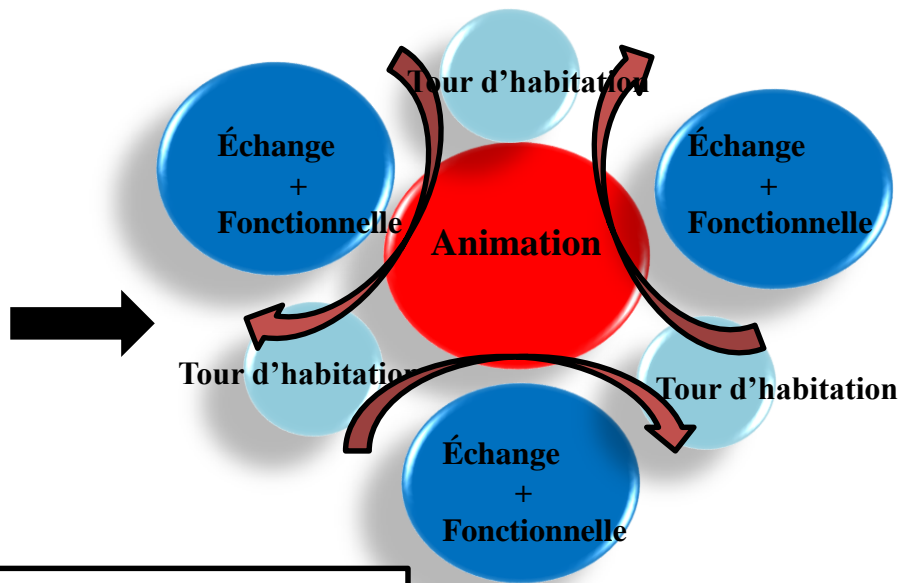 Tour d’habitation
Échange
+
Fonctionnelle
Échange
+
Fonctionnelle
Animation
Tour d’habitation
Tour d’habitation
Échange
+
Fonctionnelle